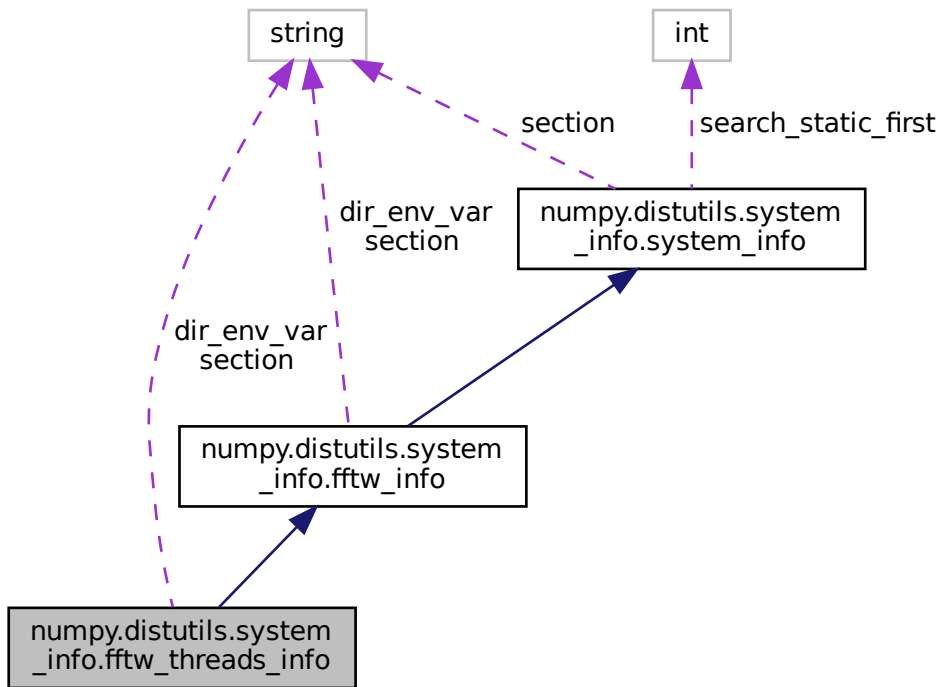 string
int
section
search_static_first
numpy.distutils.system
_info.system_info
dir_env_var
section
dir_env_var
section
numpy.distutils.system
_info.fftw_info
numpy.distutils.system
_info.fftw_threads_info